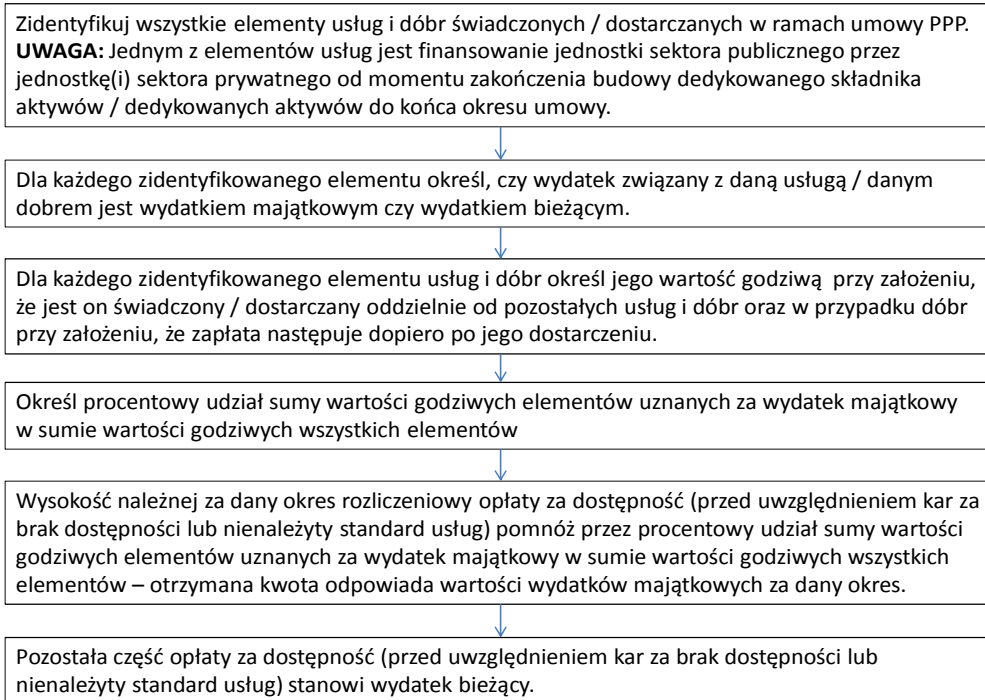 Zidentyfikuj wszystkie elementy usług i dóbr świadczonych / dostarczanych w ramach umowy PPP.
UWAGA: Jednym z elementów usług jest finansowanie jednostki sektora publicznego przez
jednostkę(i) sektora prywatnego od momentu zakończenia budowy dedykowanego składnika
aktywów / dedykowanych aktywów do końca okresu umowy.
Dla każdego zidentyfikowanego elementu określ, czy wydatek związany z daną usługą / danym
dobrem jest wydatkiem majątkowym czy wydatkiem bieżącym.
Dla każdego zidentyfikowanego elementu usług i dóbr określ jego wartość godziwą przy założeniu,
że jest on świadczony / dostarczany oddzielnie od pozostałych usług i dóbr oraz w przypadku dóbr
przy założeniu, że zapłata następuje dopiero po jego dostarczeniu.
Określ procentowy udział sumy wartości godziwych elementów uznanych za wydatek majątkowy
w sumie wartości godziwych wszystkich elementów
Wysokość należnej za dany okres rozliczeniowy opłaty za dostępność (przed uwzględnieniem kar za
brak dostępności lub nienależyty standard usług) pomnóż przez procentowy udział sumy wartości
godziwych elementów uznanych za wydatek majątkowy w sumie wartości godziwych wszystkich
elementów – otrzymana kwota odpowiada wartości wydatków majątkowych za dany okres.
Pozostała część opłaty za dostępność (przed uwzględnieniem kar za brak dostępności lub
nienależyty standard usług) stanowi wydatek bieżący.